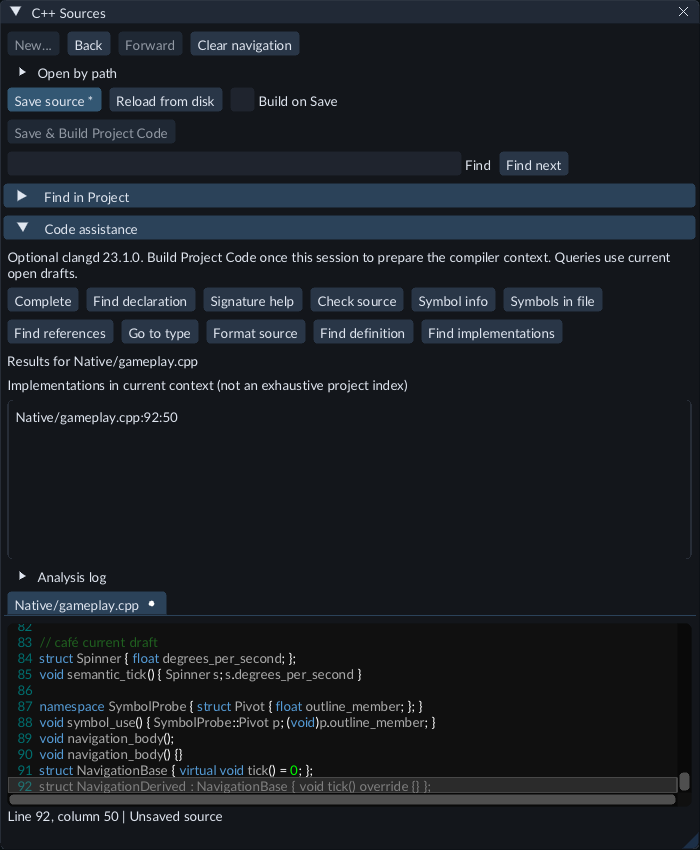 C++ Sources
New... Back Forward Clear navigation
Open by path
Save source * Reload from disk Build on Save
Save & Build Project Code
Find Find next
Find in Project
Code assistance
Optional clangd 23.1.0. Build Project Code once this session to prepare the compiler context. Queries use current
open drafts.
Complete Find declaration Signature help Check source Symbol info Symbols in file
Find references Go to type Format source Find definition Find implementations
Results for Native/gameplay.cpp
Implementations in current context (not an exhaustive project index)
Native/gameplay.cpp:92:50
Analysis log
Native/gameplay.cpp
82
83 // café current draft
84 struct Spinner { float degrees_per_second; };
85 void semantic_tick() { Spinner s; s.degrees_per_second }
86
87 namespace SymbolProbe { struct Pivot { float outline_member; }; }
88 void symbol_use() { SymbolProbe::Pivot p; (void)p.outline_member; }
89 void navigation_body();
90 void navigation_body() {}
91 struct NavigationBase { virtual void tick() = 0; };
92 struct NavigationDerived : NavigationBase { void tick() override {} };
Line 92, column 50 | Unsaved source